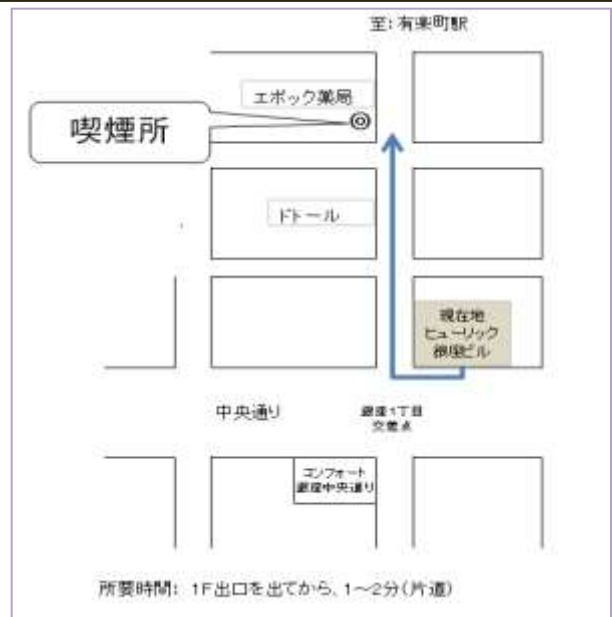 至: 有楽町駅
エポック薬局
喫煙所
ドトール
現在地
ヒューリック
銀座ビル
中央通り
銀座1丁目
交差点
コンフォート
銀座中央通り
所要時間: 1F出口を出てから、1～2分(片道)